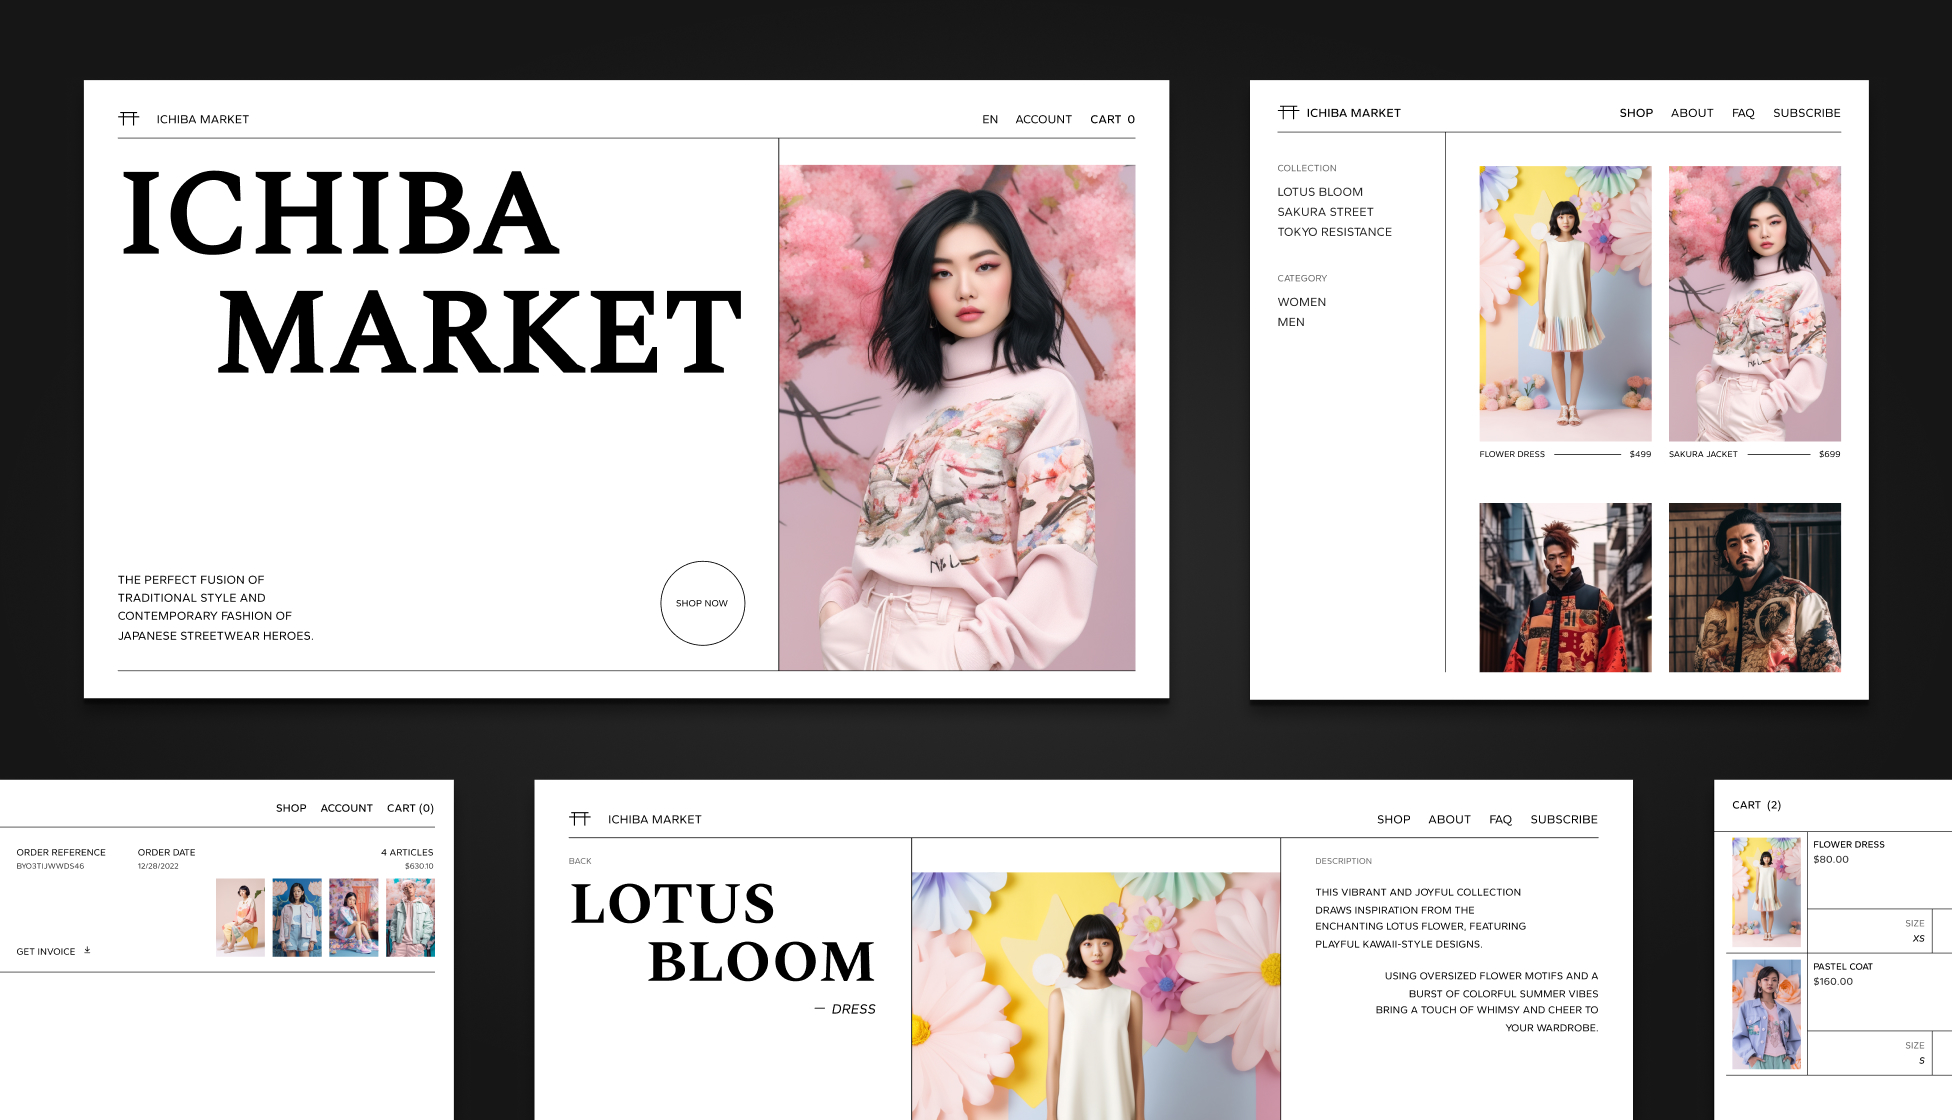 ICHIBA MARKET
EN ACCOUNT CART 0
ICHIBA
MARKET
THE PERFECT FUSION OF
TRADITIONAL STYLE AND
CONTEMPORARY FASHION OF
JAPANESE STREETWEAR HEROES.
SHOP NOW
ICHIBA MARKET
SHOP ABOUT FAQ SUBSCRIBE
COLLECTION
LOTUS BLOOM
SAKURA STREET
TOKYO RESISTANCE
CATEGORY
WOMEN
MEN
FLOWER DRESS $499
SAKURA JACKET $699
SHOP ACCOUNT CART (0)
ORDER REFERENCE
BYO3TIJWWDS46
ORDER DATE
12/28/2022
4 ARTICLES
$630.10
GET INVOICE
ICHIBA MARKET
SHOP ABOUT FAQ SUBSCRIBE
BACK
LOTUS
BLOOM
— DRESS
DESCRIPTION
THIS VIBRANT AND JOYFUL COLLECTION
DRAWS INSPIRATION FROM THE
ENCHANTING LOTUS FLOWER, FEATURING
PLAYFUL KAWAII-STYLE DESIGNS.
USING OVERSIZED FLOWER MOTIFS AND A
BURST OF COLORFUL SUMMER VIBES
BRING A TOUCH OF WHIMSY AND CHEER TO
YOUR WARDROBE.
CART (2)
FLOWER DRESS
$80.00
SIZE
XS
PASTEL COAT
$160.00
SIZE
S